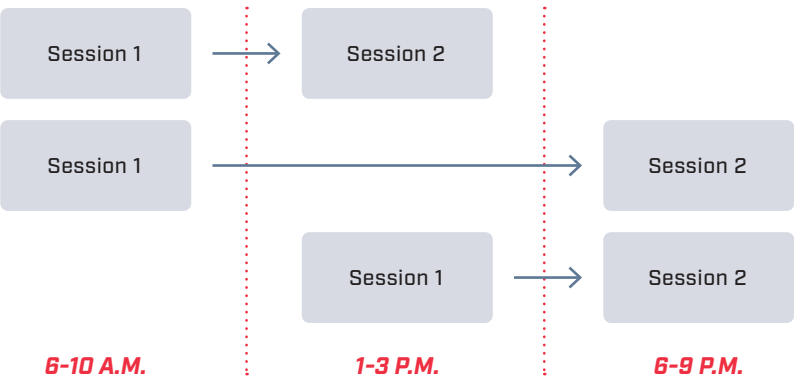 Session 1
Session 2
Session 1
Session 2
Session 1
Session 2
6-10 A.M.
1-3 P.M.
6-9 P.M.